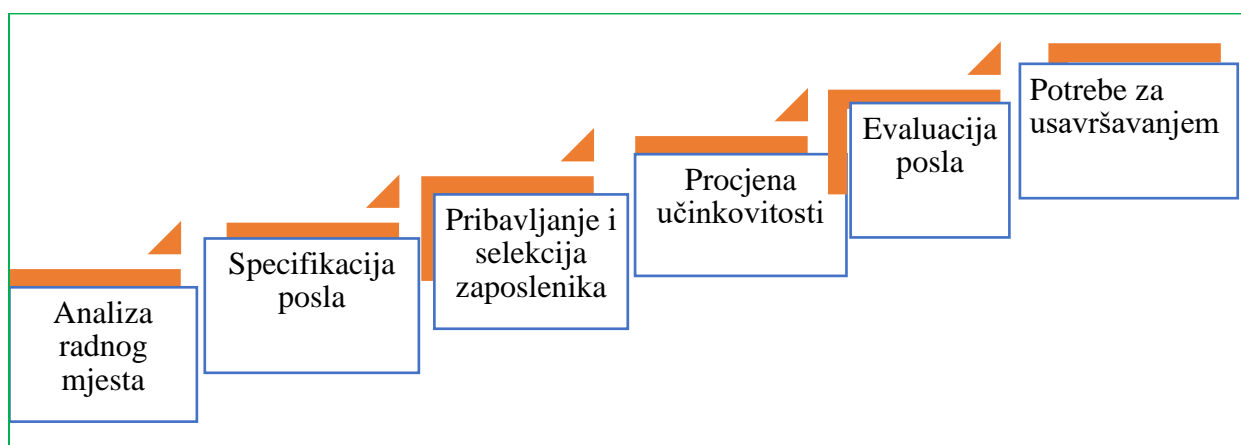 Analiza
radnog
mjesta
Specifikacija
posla
Pribavljanje i
selekcija
zaposlenika
Procjena
učinkovitosti
Evaluacija
posla
Potrebe za
usavršavanjem